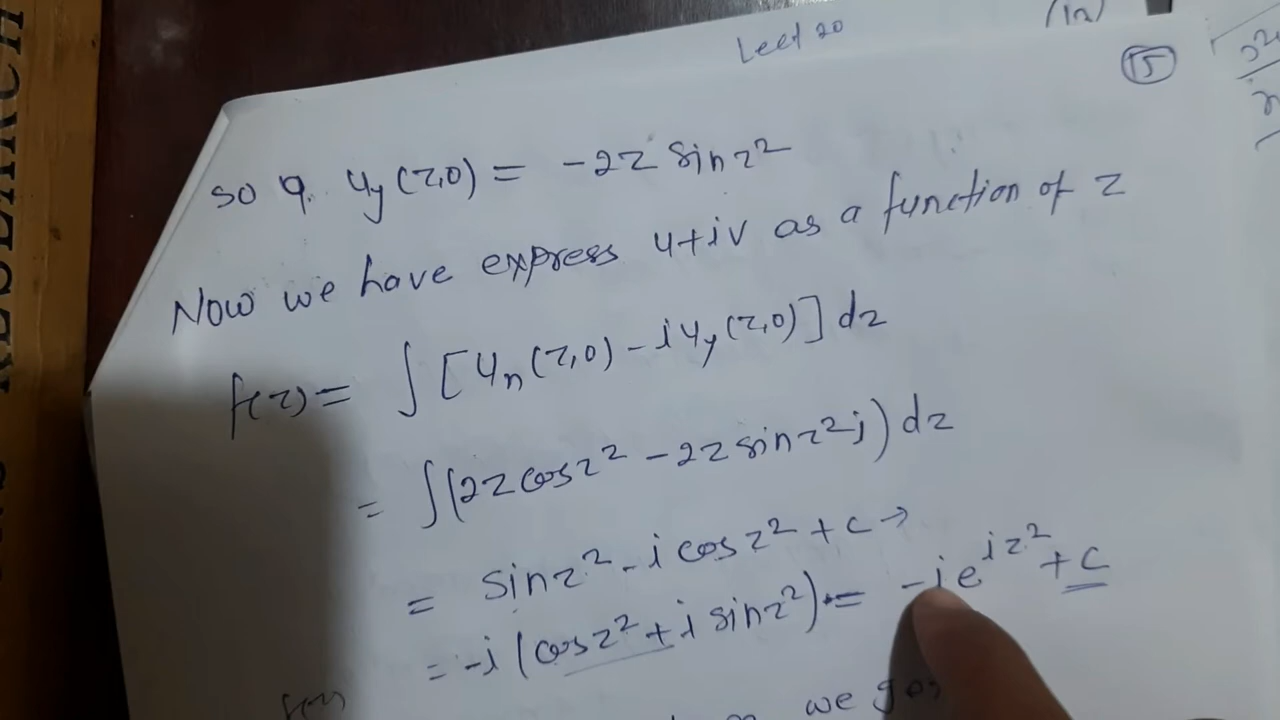 Lect 20
15
so 9. uy(z,0) = -2z sin z²
Now we have express u+iv as a function of z
f(z) = ∫ [ux(z,0) - i uy(z,0)] dz
= ∫(2z cos z² - 2z sin z² i) dz
= sin z² - i cos z² + c →
= -i (cos z² + i sin z²) = -i e^{iz²} + c
f(z)
we
RESEARCH